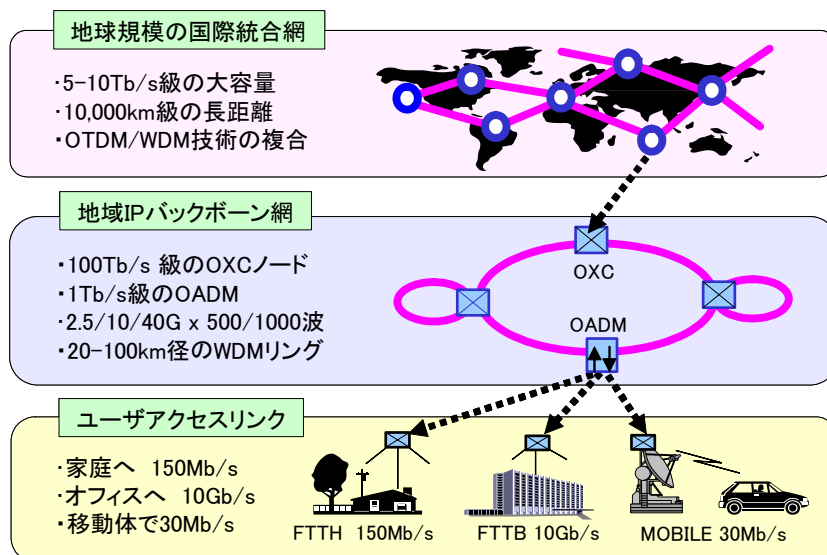 地球規模の国際統合網
・5-10Tb/s級の大容量
・10,000km級の長距離
・OTDM/WDM技術の複合
地域IPバックボーン網
・100Tb/s 級のOXCノード
・1Tb/s級のOADM
・2.5/10/40G x 500/1000波
・20-100km径のWDMリング
OXC
OADM
ユーザアクセスリンク
・家庭へ 150Mb/s
・オフィスへ 10Gb/s
・移動体で30Mb/s
FTTH 150Mb/s
FTTB 10Gb/s
MOBILE 30Mb/s